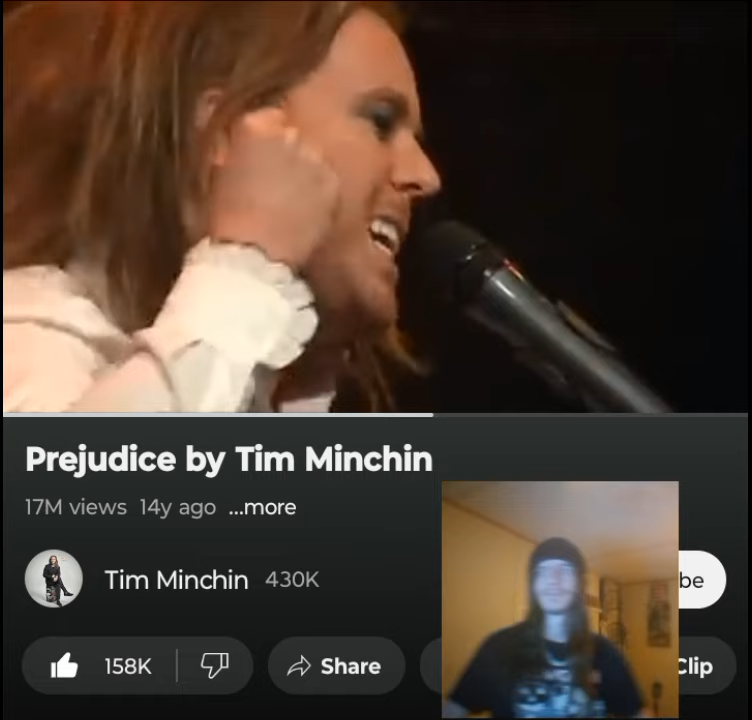 Prejudice by Tim Minchin
17M views 14y ago ...more
Tim Minchin 430K
be
158K Share Clip